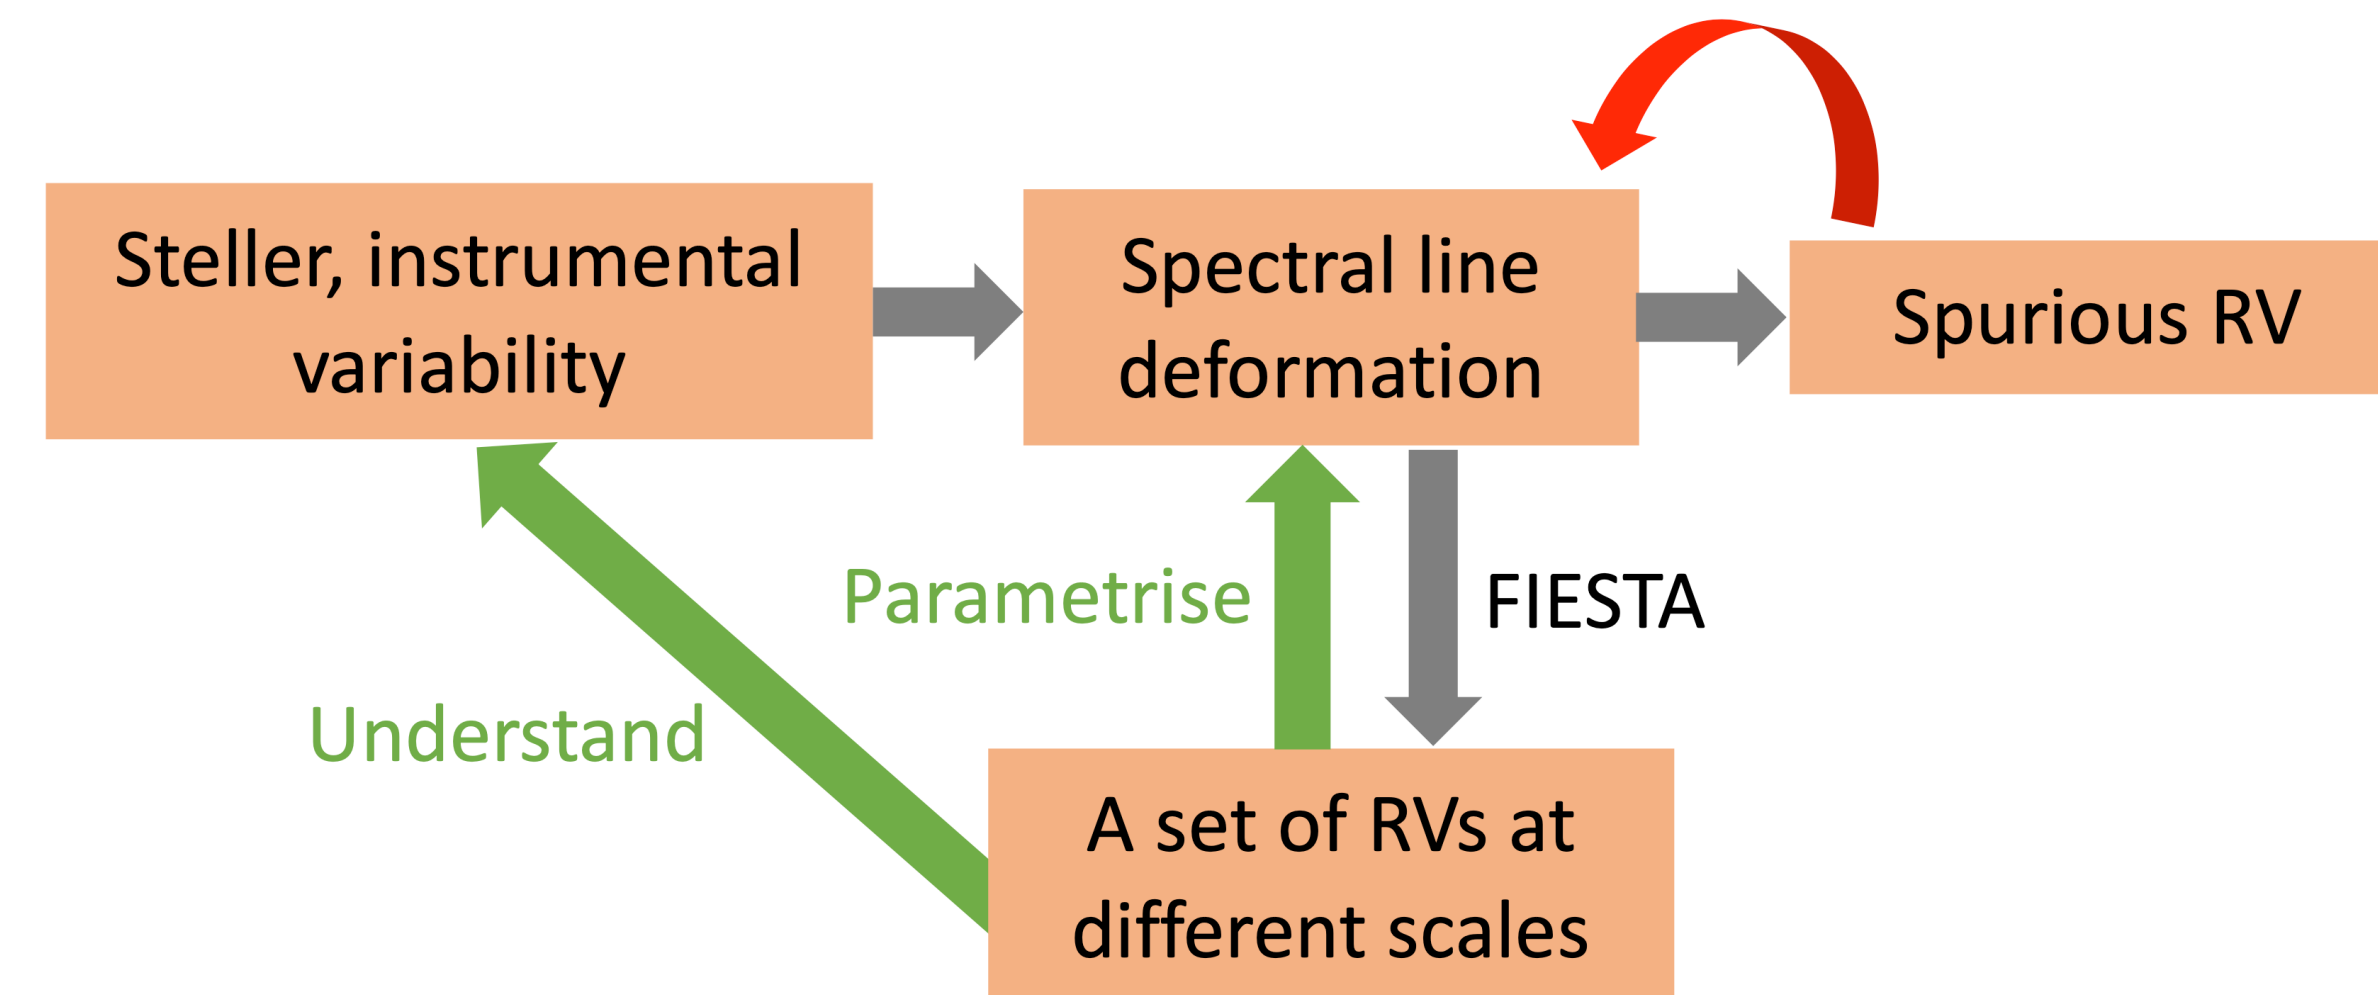 Steller, instrumental
variability
Spectral line
deformation
Spurious RV
Parametrise
FIESTA
Understand
A set of RVs at
different scales